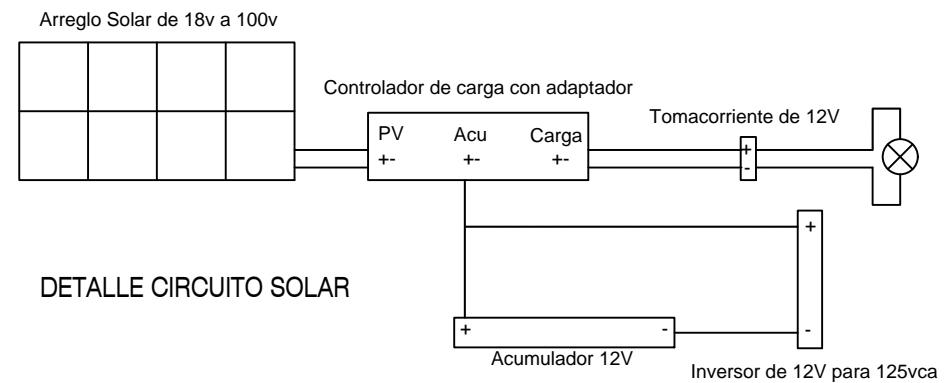 Arreglo Solar de 18v a 100v
Controlador de carga con adaptador
Tomacorriente de 12V
PV Acu Carga
+- +- +-
+
-
+
DETALLE CIRCUITO SOLAR
+ -
-
Acumulador 12V
Inversor de 12V para 125vca